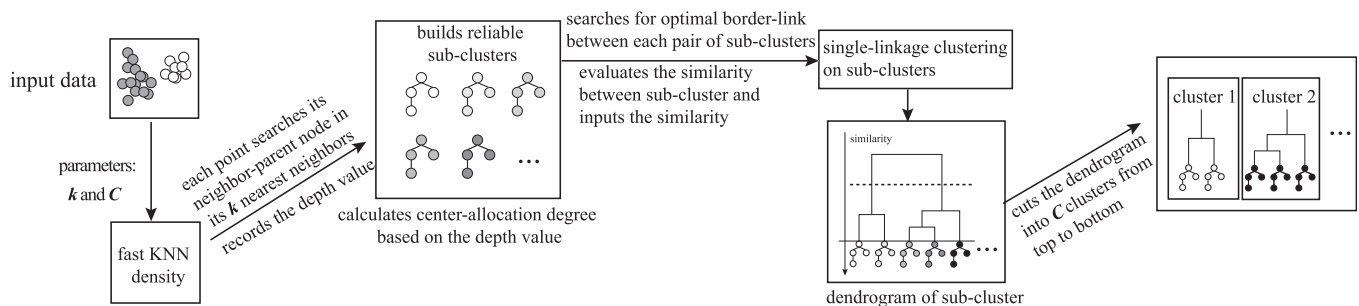 input data
parameters:
k and C
fast KNN
density
each point searches its
neighbor-parent node in
its k nearest neighbors
records the depth value
builds reliable
sub-clusters
...
calculates center-allocation degree
based on the depth value
searches for optimal border-link
between each pair of sub-clusters
evaluates the similarity
between sub-cluster and
inputs the similarity
single-linkage clustering
on sub-clusters
similarity
...
dendrogram of sub-cluster
cuts the dendrogram
into C clusters from
top to bottom
cluster 1
cluster 2
...